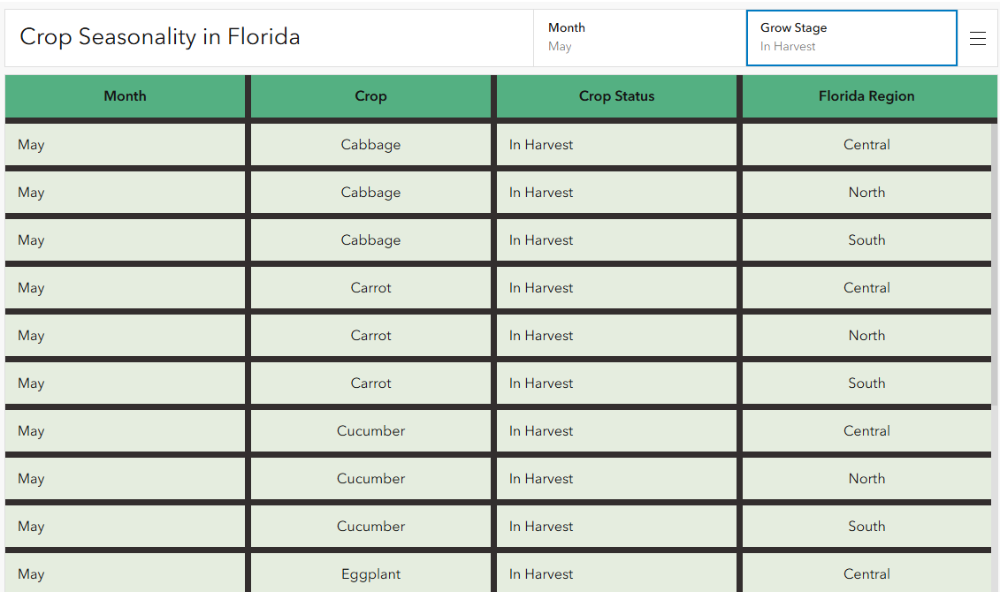 Crop Seasonality in Florida
Month
May
Grow Stage
In Harvest
Month Crop Crop Status Florida Region
May Cabbage In Harvest Central
May Cabbage In Harvest North
May Cabbage In Harvest South
May Carrot In Harvest Central
May Carrot In Harvest North
May Carrot In Harvest South
May Cucumber In Harvest Central
May Cucumber In Harvest North
May Cucumber In Harvest South
May Eggplant In Harvest Central